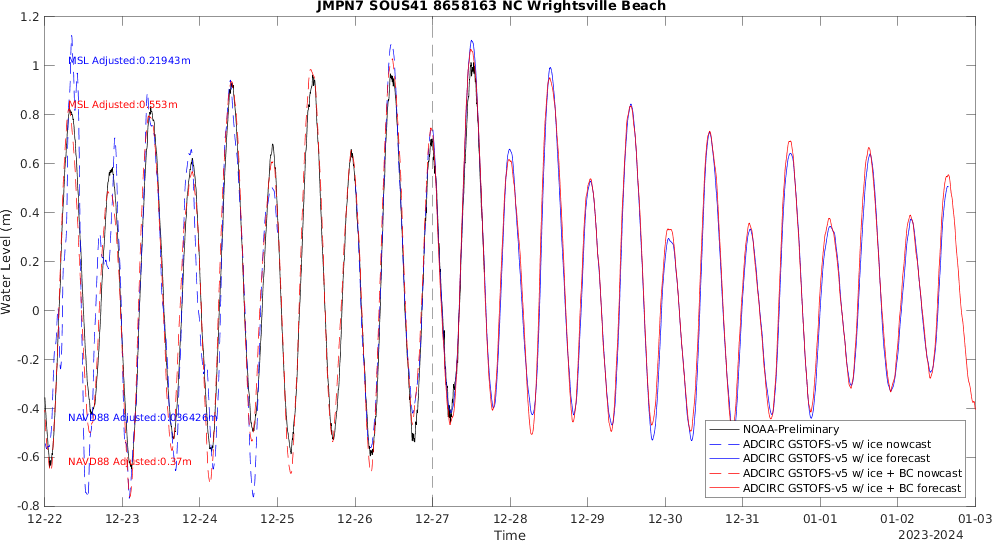 JMPN7 SOUS41 8658163 NC Wrightsville Beach
Water Level (m)
1.2
1
0.8
0.6
0.4
0.2
0
-0.2
-0.4
-0.6
-0.8
MSL Adjusted:0.21943m
MSL Adjusted:0.553m
NAVD88 Adjusted:0.036426m
NAVD88 Adjusted:0.37m
NOAA-Preliminary
ADCIRC GSTOFS-v5 w/ ice nowcast
ADCIRC GSTOFS-v5 w/ ice forecast
ADCIRC GSTOFS-v5 w/ ice + BC nowcast
ADCIRC GSTOFS-v5 w/ ice + BC forecast
12-22 12-23 12-24 12-25 12-26 12-27 12-28 12-29 12-30 12-31 01-01 01-02 01-03
Time
2023-2024